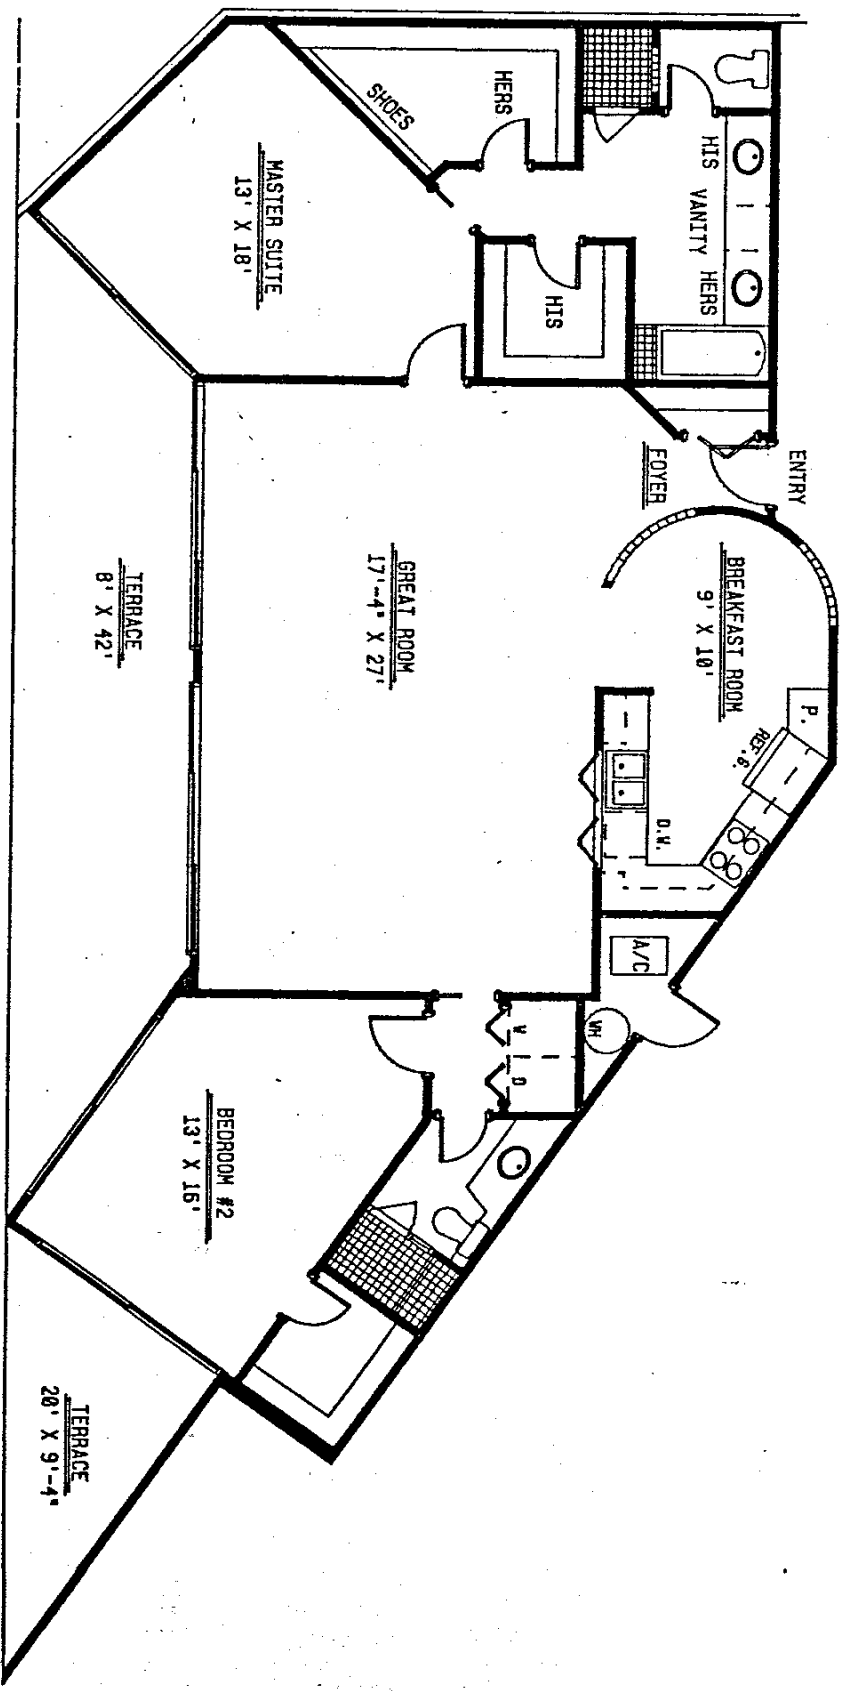 HERS
SHOES
HIS
VANITY
HERS
HIS
MASTER SUITE
13' X 18'
ENTRY
FOYER
BREAKFAST ROOM
9' X 10'
P.
REF.G.
D.W.
GREAT ROOM
17'-4" X 27'
TERRACE
8' X 42'
A/C
WH
W
D
BEDROOM #2
13' X 16'
TERRACE
20' X 9'-4"